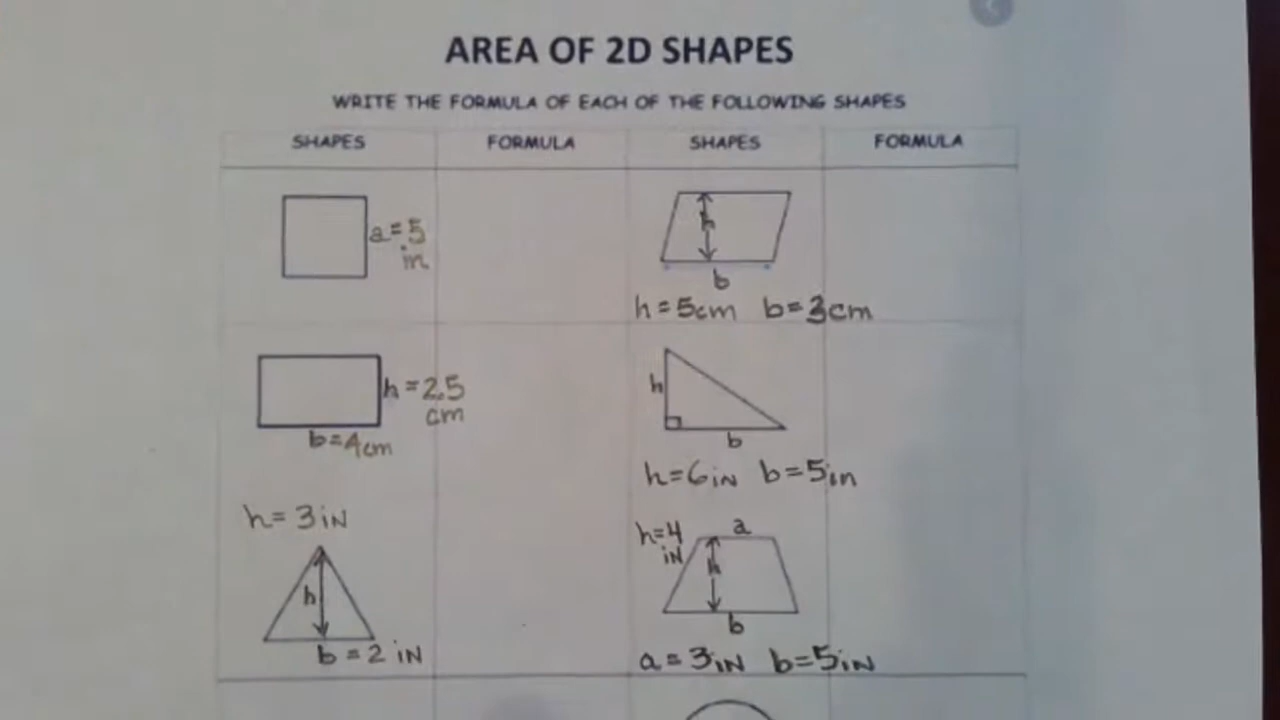 AREA OF 2D SHAPES
WRITE THE FORMULA OF EACH OF THE FOLLOWING SHAPES
SHAPES FORMULA SHAPES FORMULA
a=5
in
h
b
h=5cm b=3cm
h=2.5
cm
b=4cm
h
b
h=6in b=5in
h=3in
h
b=2 in
h=4
in
a
h
b
a=3in b=5in